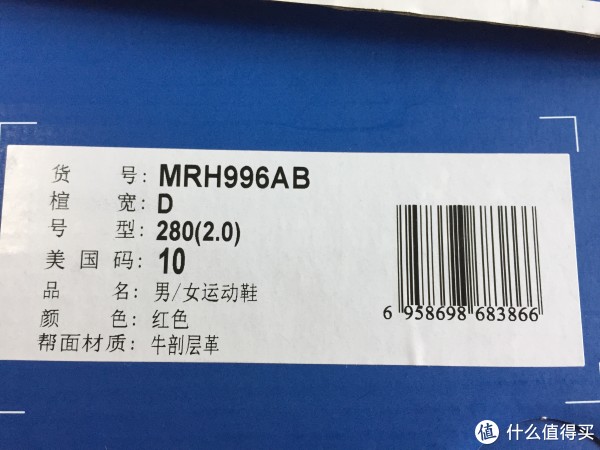 货 号：MRH996AB
楦 宽：D
号 型：280(2.0)
美 国 码：10
品 名：男/女运动鞋
颜 色：红色
帮面材质：牛剖层革
6 958698 683866
值 什么值得买